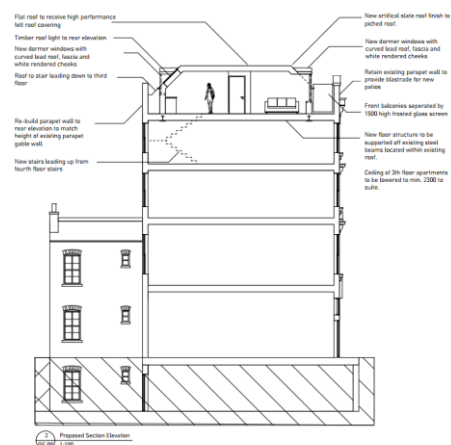 Flat roof to receive high performance
felt roof covering
Timber roof light to rear elevation
New dormer windows with
curved lead roof, fascia and
white rendered cheeks
Roof to stair leading down to third
floor
Re-build parapet wall to
rear elevation to match
height of existing parapet
gable wall
New stairs leading up from
fourth floor stairs
New artifical slate roof finish to
piched roof.
New dormer windows with
curved lead roof, fascia and
white rendered cheeks
Retain existing parapet wall to
provide blastrade for new
patios
Front balconies seperated by
1500 high frosted glass screen
New floor structure to be
supported off existing steel
beams located within existing
roof.
Ceiling of 3th floor apartments
to be lowered to min. 2300 to
suite.
3
Proposed Section Elevation
1:100